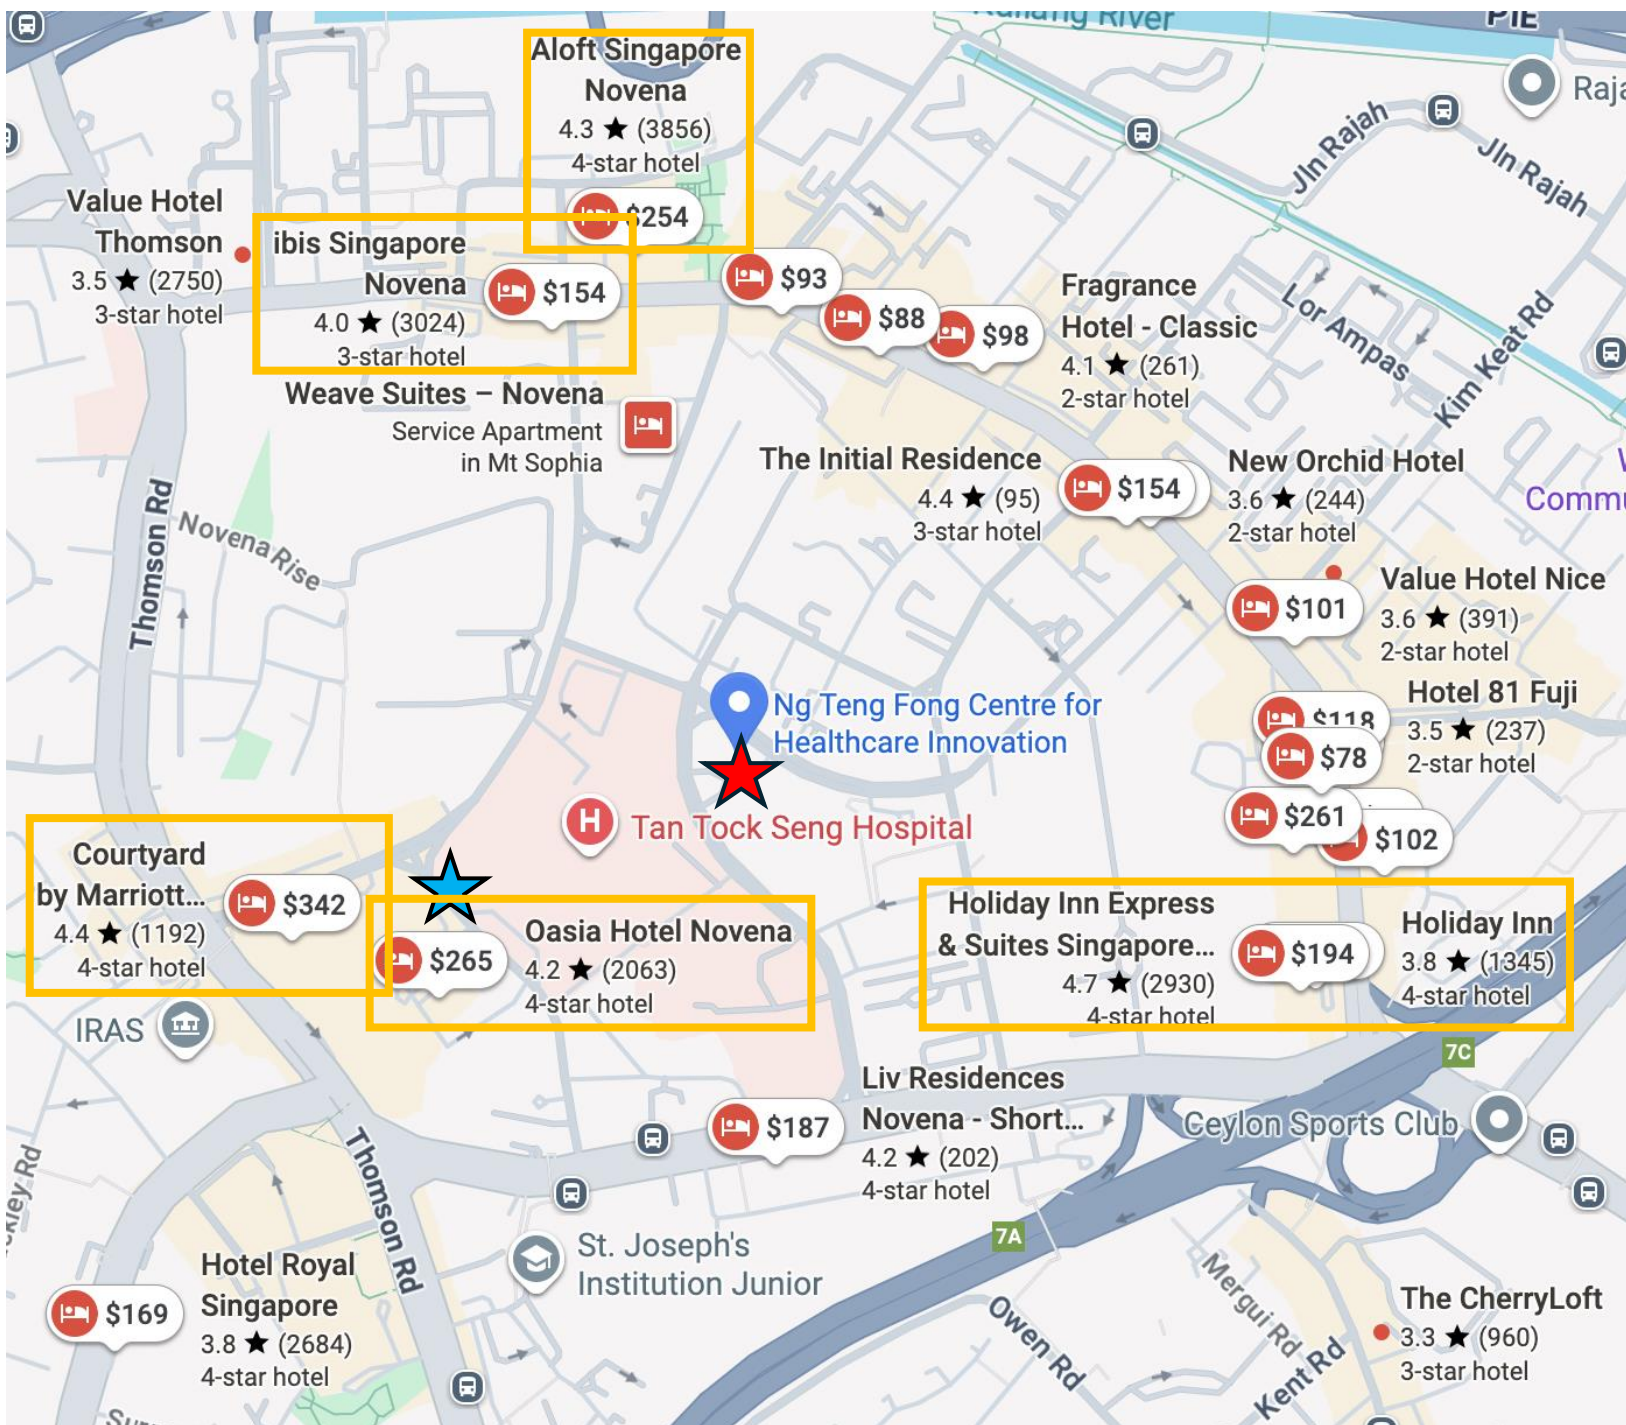 Kallang River
PIE
Aloft Singapore
Novena
4.3 ★ (3856)
4-star hotel
$254
Jln Rajah
Jln Rajah
Value Hotel
Thomson
3.5 ★ (2750)
3-star hotel
ibis Singapore
Novena
4.0 ★ (3024)
3-star hotel
$154
$93
$88
$98
Fragrance
Hotel - Classic
4.1 ★ (261)
2-star hotel
Lor Ampas
Kim Keat Rd
Weave Suites – Novena
Service Apartment
in Mt Sophia
The Initial Residence
4.4 ★ (95)
3-star hotel
$154
New Orchid Hotel
3.6 ★ (244)
2-star hotel
Thomson Rd
Novena Rise
$101
Value Hotel Nice
3.6 ★ (391)
2-star hotel
Ng Teng Fong Centre for
Healthcare Innovation
$118
$78
Hotel 81 Fuji
3.5 ★ (237)
2-star hotel
H
Tan Tock Seng Hospital
$261
$102
Courtyard
by Marriott...
4.4 ★ (1192)
4-star hotel
$342
$265
Oasia Hotel Novena
4.2 ★ (2063)
4-star hotel
Holiday Inn Express
& Suites Singapore...
4.7 ★ (2930)
4-star hotel
$194
Holiday Inn
3.8 ★ (1345)
4-star hotel
IRAS
7C
Liv Residences
Novena - Short...
4.2 ★ (202)
4-star hotel
$187
Ceylon Sports Club
Thomson Rd
7A
St. Joseph's
Institution Junior
Hotel Royal
Singapore
3.8 ★ (2684)
4-star hotel
$169
Owen Rd
Mergui Rd
Kent Rd
The CherryLoft
3.3 ★ (960)
3-star hotel